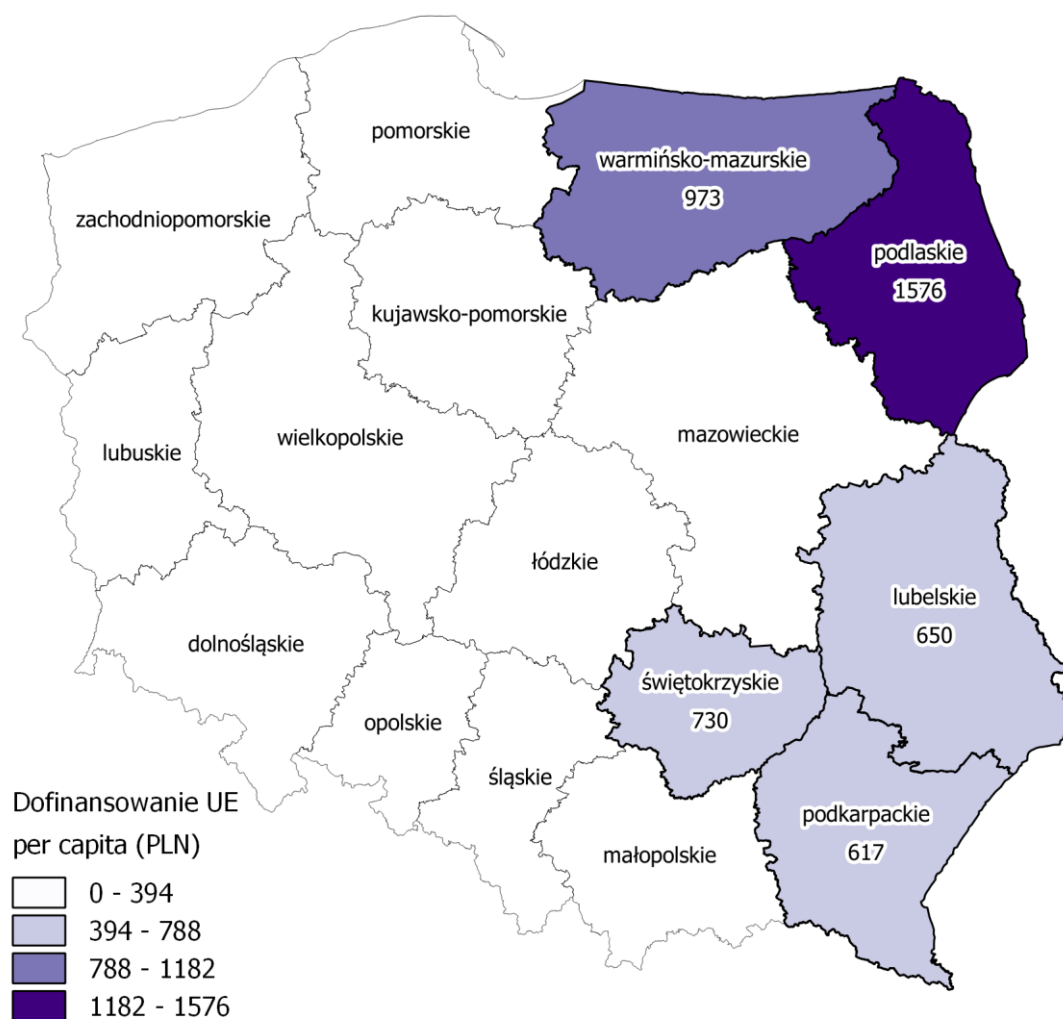 pomorskie
warmińsko-mazurskie
973
zachodniopomorskie
podlaskie
1576
kujawsko-pomorskie
mazowieckie
wielkopolskie
lubuskie
łódzkie
lubelskie
650
dolnośląskie
świętokrzyskie
730
opolskie
śląskie
podkarpackie
617
małopolskie
Dofinansowanie UE
per capita (PLN)
0 - 394
394 - 788
788 - 1182
1182 - 1576